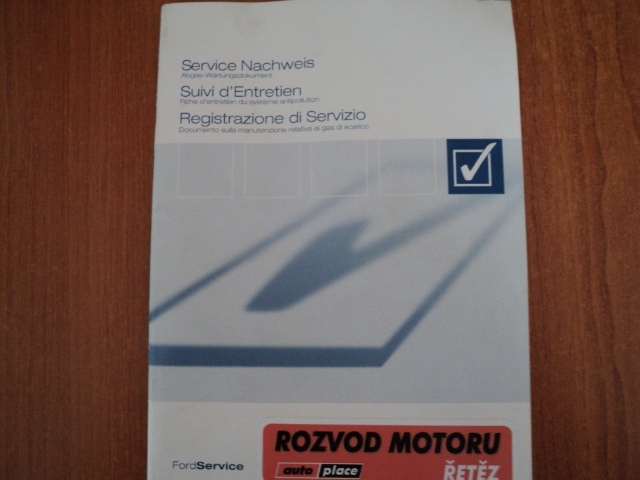 Service Nachweis
Abgas-Wartungsdokument
Suivi d'Entretien
Fiche d'entretien du système antipollution
Registrazione di Servizio
Documento sulla manutenzione relativa ai gas di scarico
ROZVOD MOTORU
FordService
auto place
ŘETĚZ